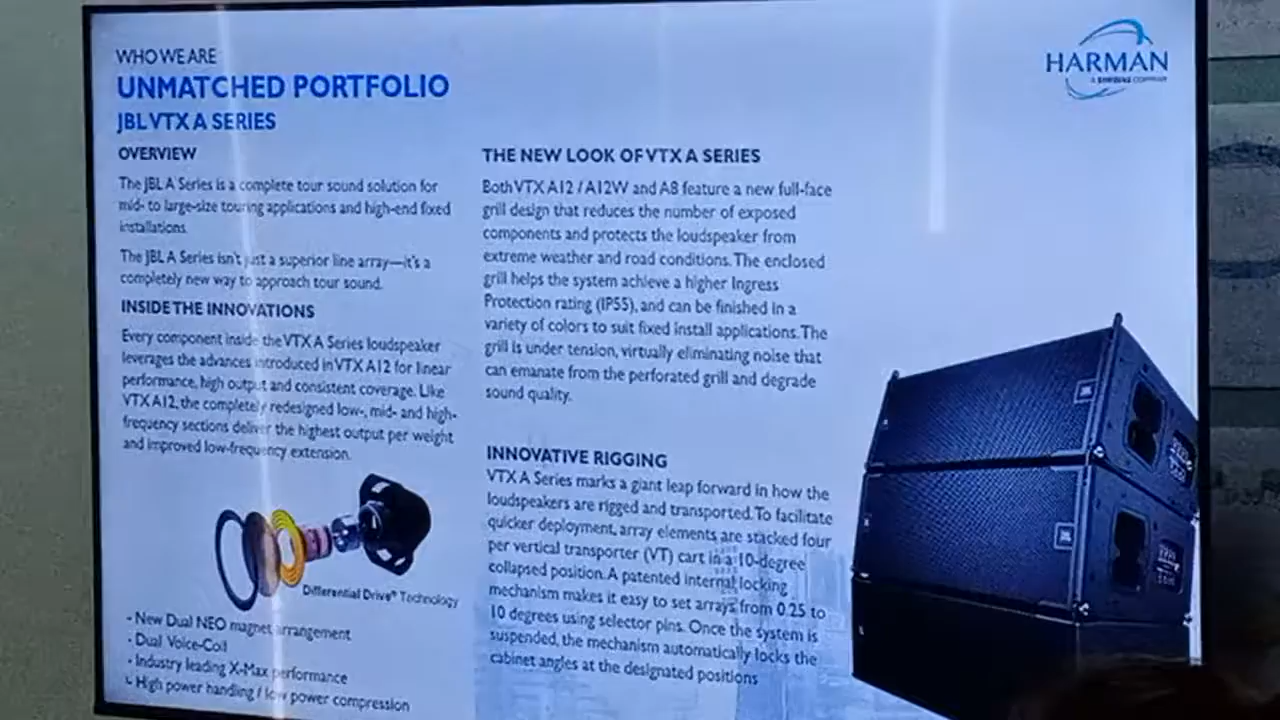 WHO WE ARE
UNMATCHED PORTFOLIO
JBL VTX A SERIES
OVERVIEW
The JBL A Series is a complete tour sound solution for
mid- to large-size touring applications and high-end fixed
installations.
The JBL A Series isn't just a superior line array—it's a
completely new way to approach tour sound.
INSIDE THE INNOVATIONS
Every component inside the VTX A Series loudspeaker
leverages the advances introduced in VTX A12 for linear
performance, high output and consistent coverage. Like
VTX A12, the completely redesigned low-, mid- and high-
frequency sections deliver the highest output per weight
and improved low-frequency extension.
Differential Drive® Technology
- New Dual NEO magnet arrangement
- Dual Voice-Coil
- Industry leading X-Max performance
- High power handling / low power compression
HARMAN
A SAMSUNG COMPANY
THE NEW LOOK OF VTX A SERIES
Both VTX A12 / A12W and A8 feature a new full-face
grill design that reduces the number of exposed
components and protects the loudspeaker from
extreme weather and road conditions. The enclosed
grill helps the system achieve a higher Ingress
Protection rating (IP55), and can be finished in a
variety of colors to suit fixed install applications. The
grill is under tension, virtually eliminating noise that
can emanate from the perforated grill and degrade
sound quality.
INNOVATIVE RIGGING
VTX A Series marks a giant leap forward in how the
loudspeakers are rigged and transported. To facilitate
quicker deployment, array elements are stacked four
per vertical transporter (VT) cart in a 10-degree
collapsed position. A patented internal locking
mechanism makes it easy to set arrays from 0.25 to
10 degrees using selector pins. Once the system is
suspended, the mechanism automatically locks the
cabinet angles at the designated positions